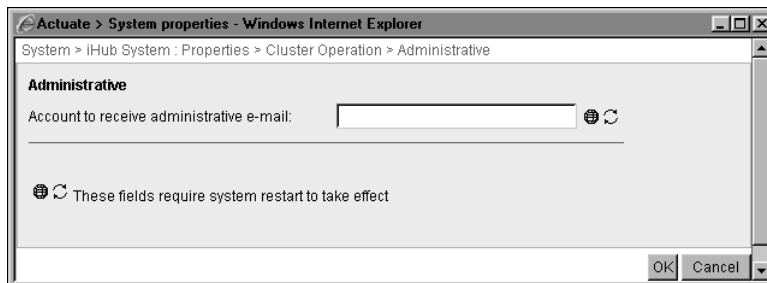 Actuate > System properties - Windows Internet Explorer
System > iHub System : Properties > Cluster Operation > Administrative
Administrative
Account to receive administrative e-mail:
These fields require system restart to take effect
OK Cancel